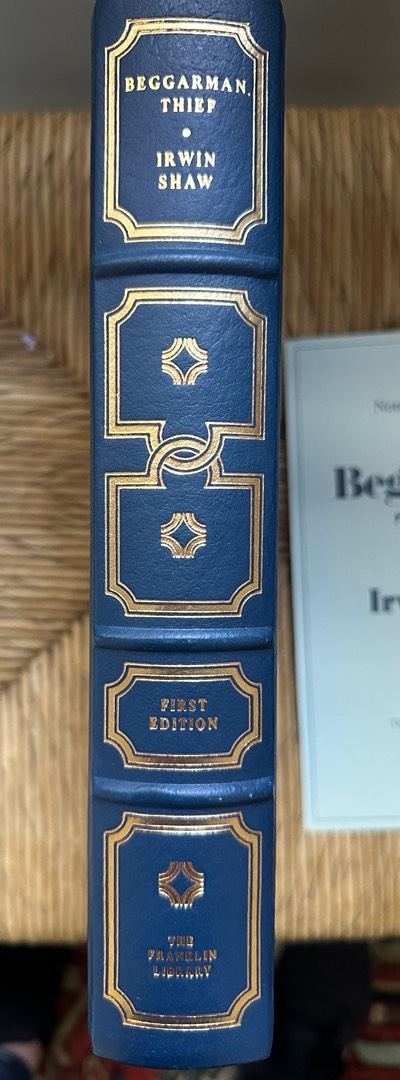 BEGGARMAN,
THIEF
IRWIN
SHAW
FIRST
EDITION
THE
FRANKLIN
LIBRARY